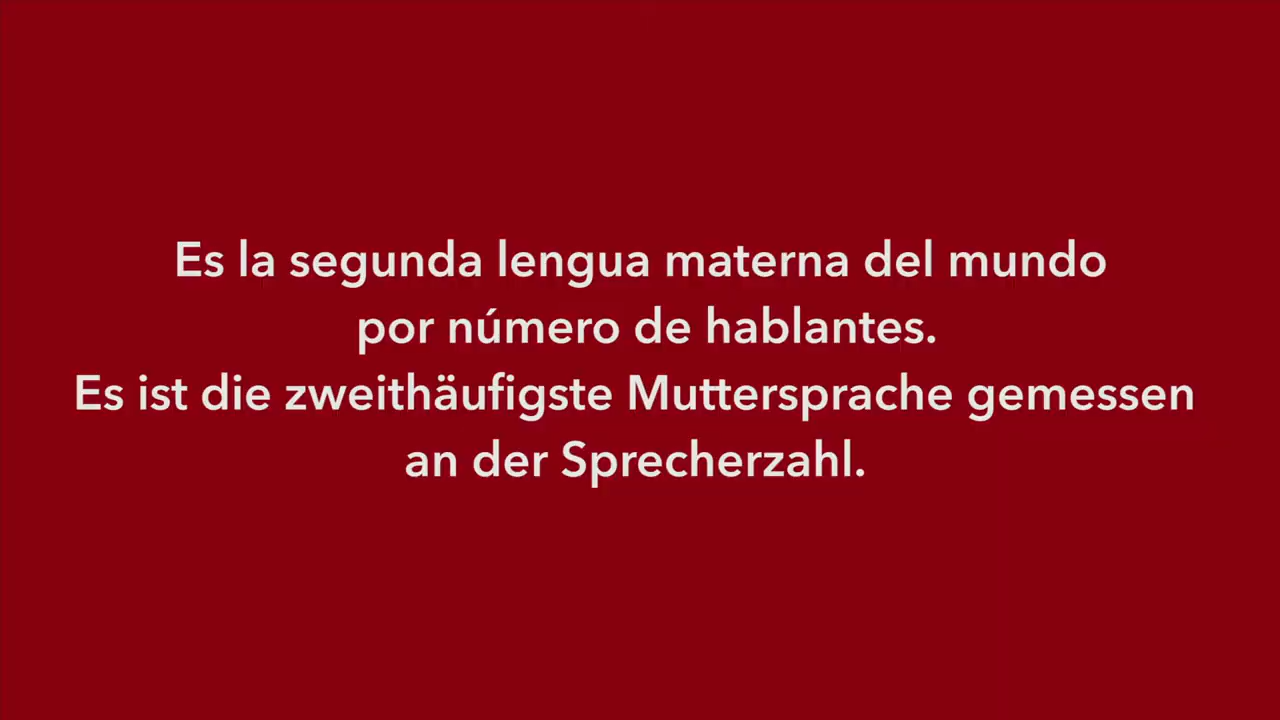 Es la segunda lengua materna del mundo
por número de hablantes.
Es ist die zweithäufigste Muttersprache gemessen
an der Sprecherzahl.